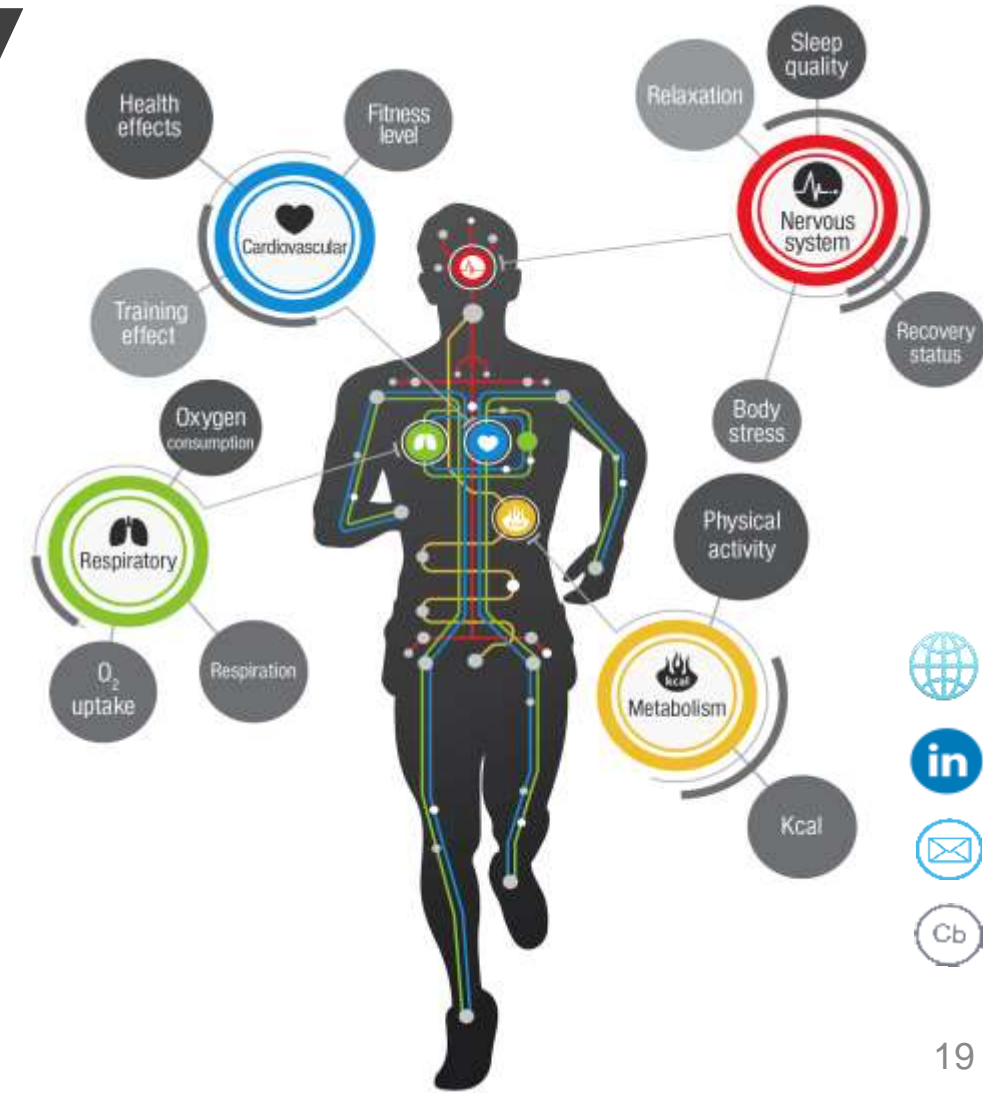 Health
effects
Fitness
level
Cardiovascular
Training
effect
Sleep
quality
Relaxation
Nervous
system
Recovery
status
Body
stress
Oxygen
consumption
Respiratory
O₂
uptake
Respiration
Physical
activity
kcal
Metabolism
Kcal
in
Cb
19